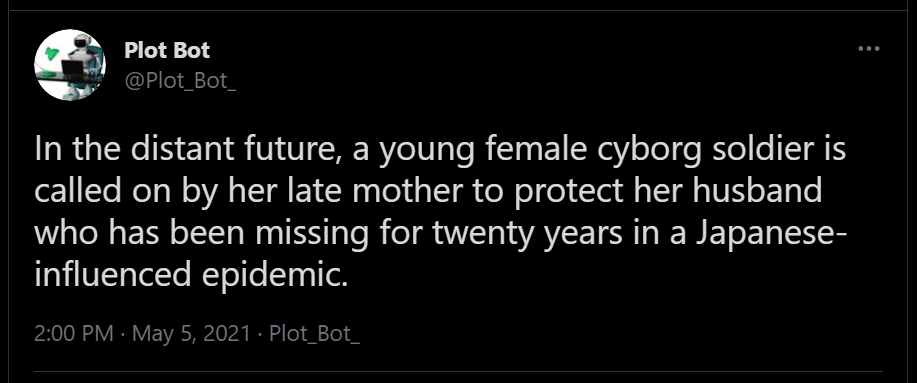 Plot Bot
@Plot_Bot_
In the distant future, a young female cyborg soldier is
called on by her late mother to protect her husband
who has been missing for twenty years in a Japanese-
influenced epidemic.
2:00 PM · May 5, 2021 · Plot_Bot_